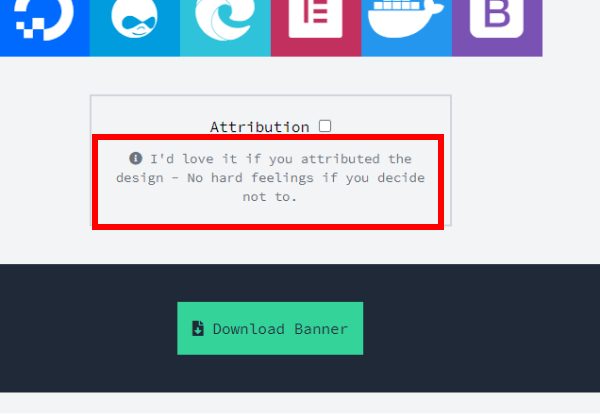 B
Attribution
I'd love it if you attributed the
design - No hard feelings if you decide
not to.
Download Banner